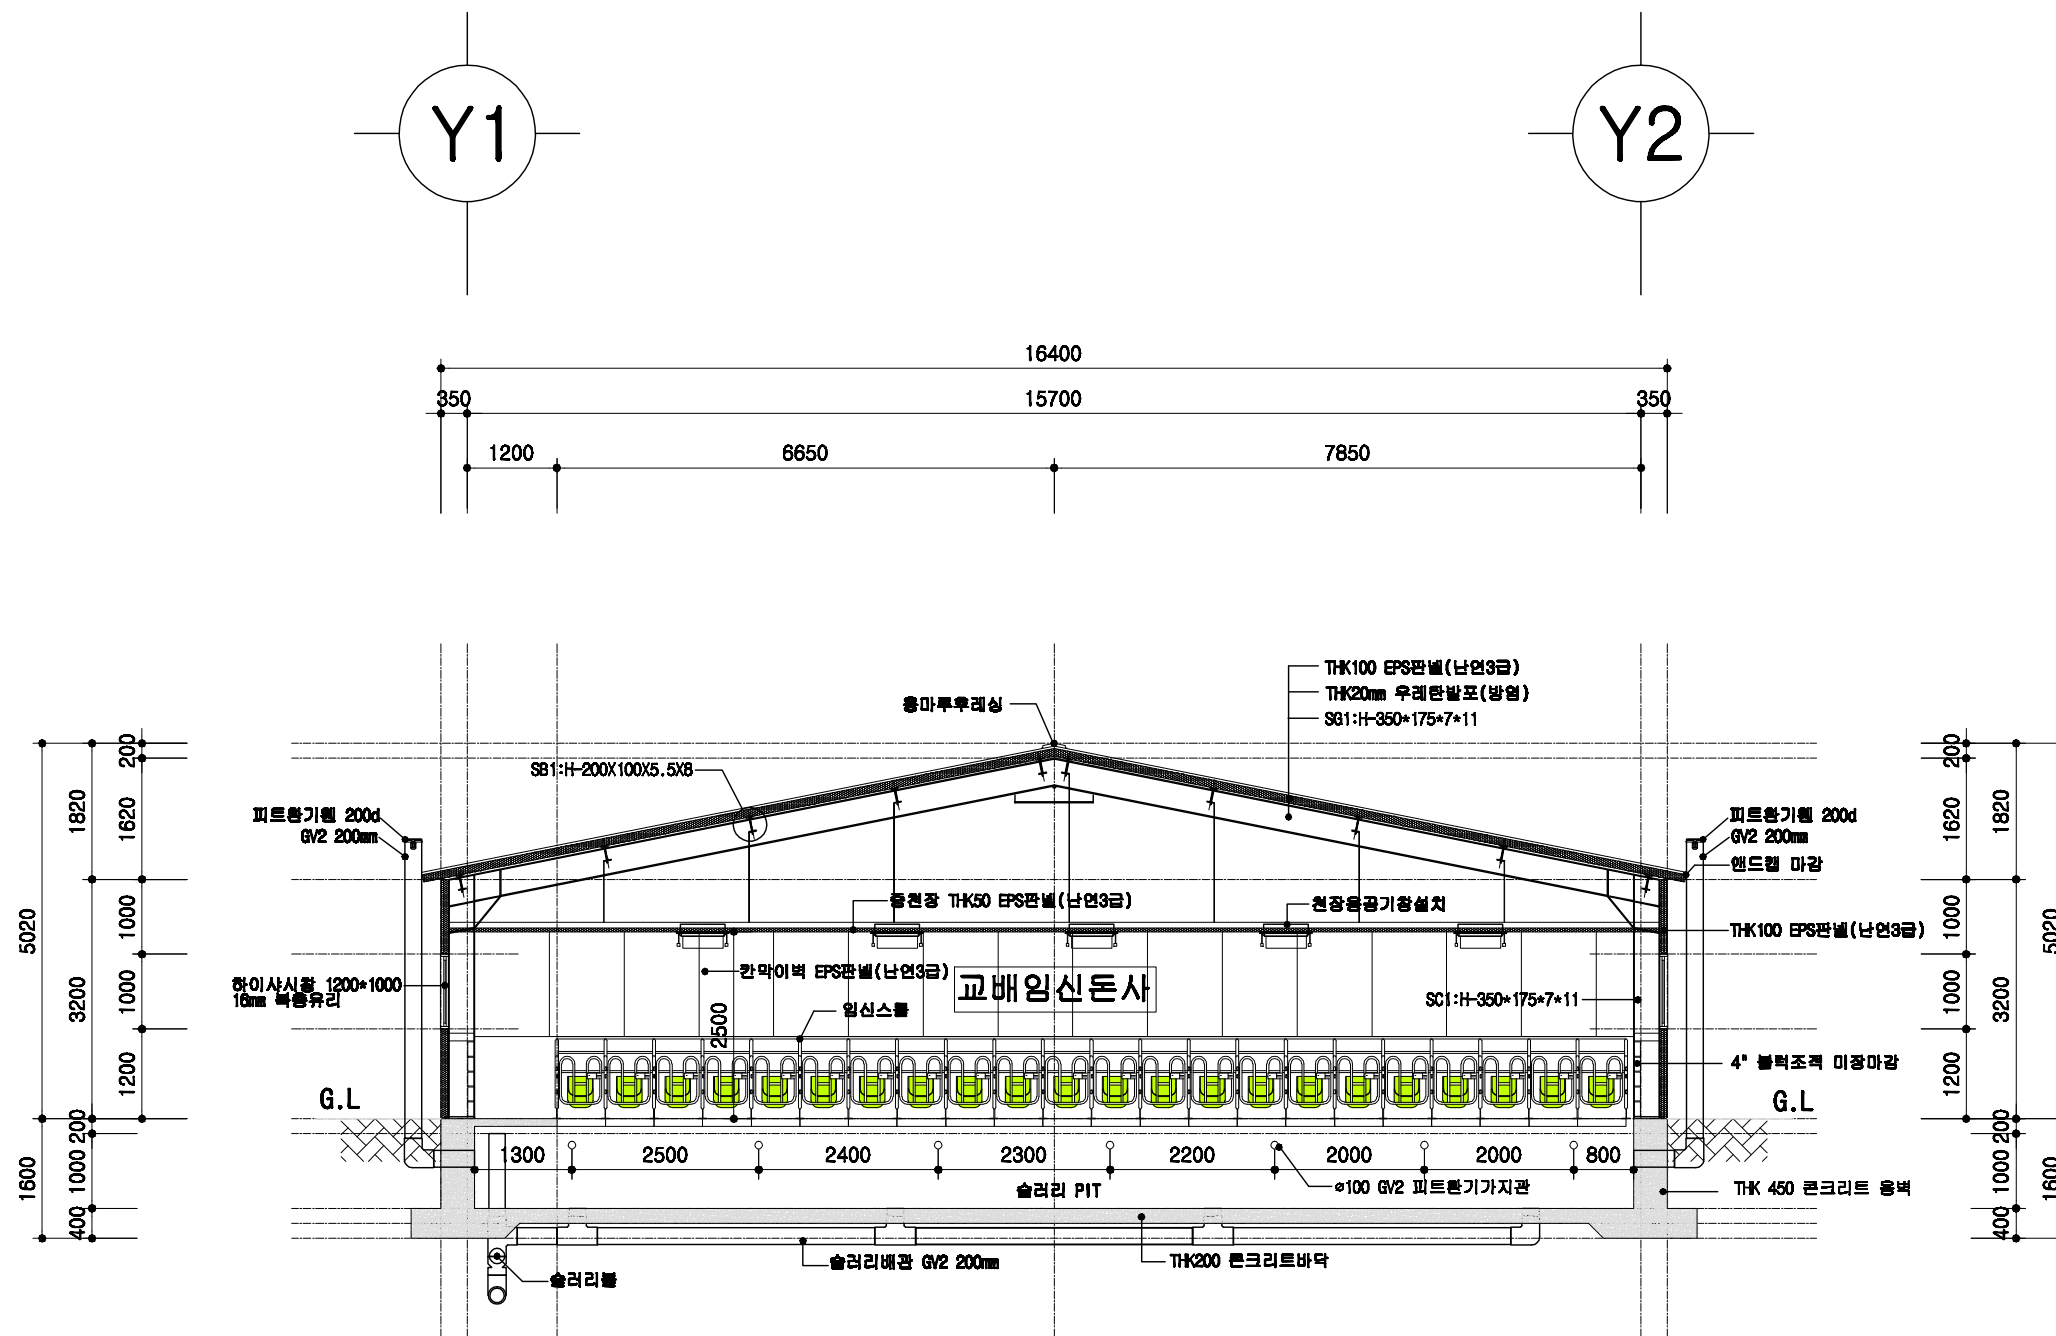 Y1
Y2
16400
350
15700
350
1200
6650
7850
THK100 EPS판넬(난연3급)
THK20mm 우레탄발포(방염)
SG1:H-350*175*7*11
용마루후레싱
SB1:H-200X100X5.5X8
피트환기휀 200d
GV2 200mm
피트환기휀 200d
GV2 200mm
앤드캡 마감
중천장 THK50 EPS판넬(난연3급)
천장용공기창설치
THK100 EPS판넬(난연3급)
칸막이벽 EPS판넬(난연3급)
교배임신돈사
하이샤시창 1200*1000
16mm 복층유리
임신스톨
SC1:H-350*175*7*11
2500
4" 블럭조적 미장마감
G.L
G.L
200
1620
1820
1000
1000
3200
1200
5020
200
1000
400
1600
200
1620
1820
1000
1000
3200
1200
5020
200
1000
400
1600
1300
2500
2400
2300
2200
2000
2000
800
슬러리 PIT
ø100 GV2 피트환기가지관
THK 450 콘크리트 옹벽
슬러리배관 GV2 200mm
THK200 콘크리트바닥
슬러리볼